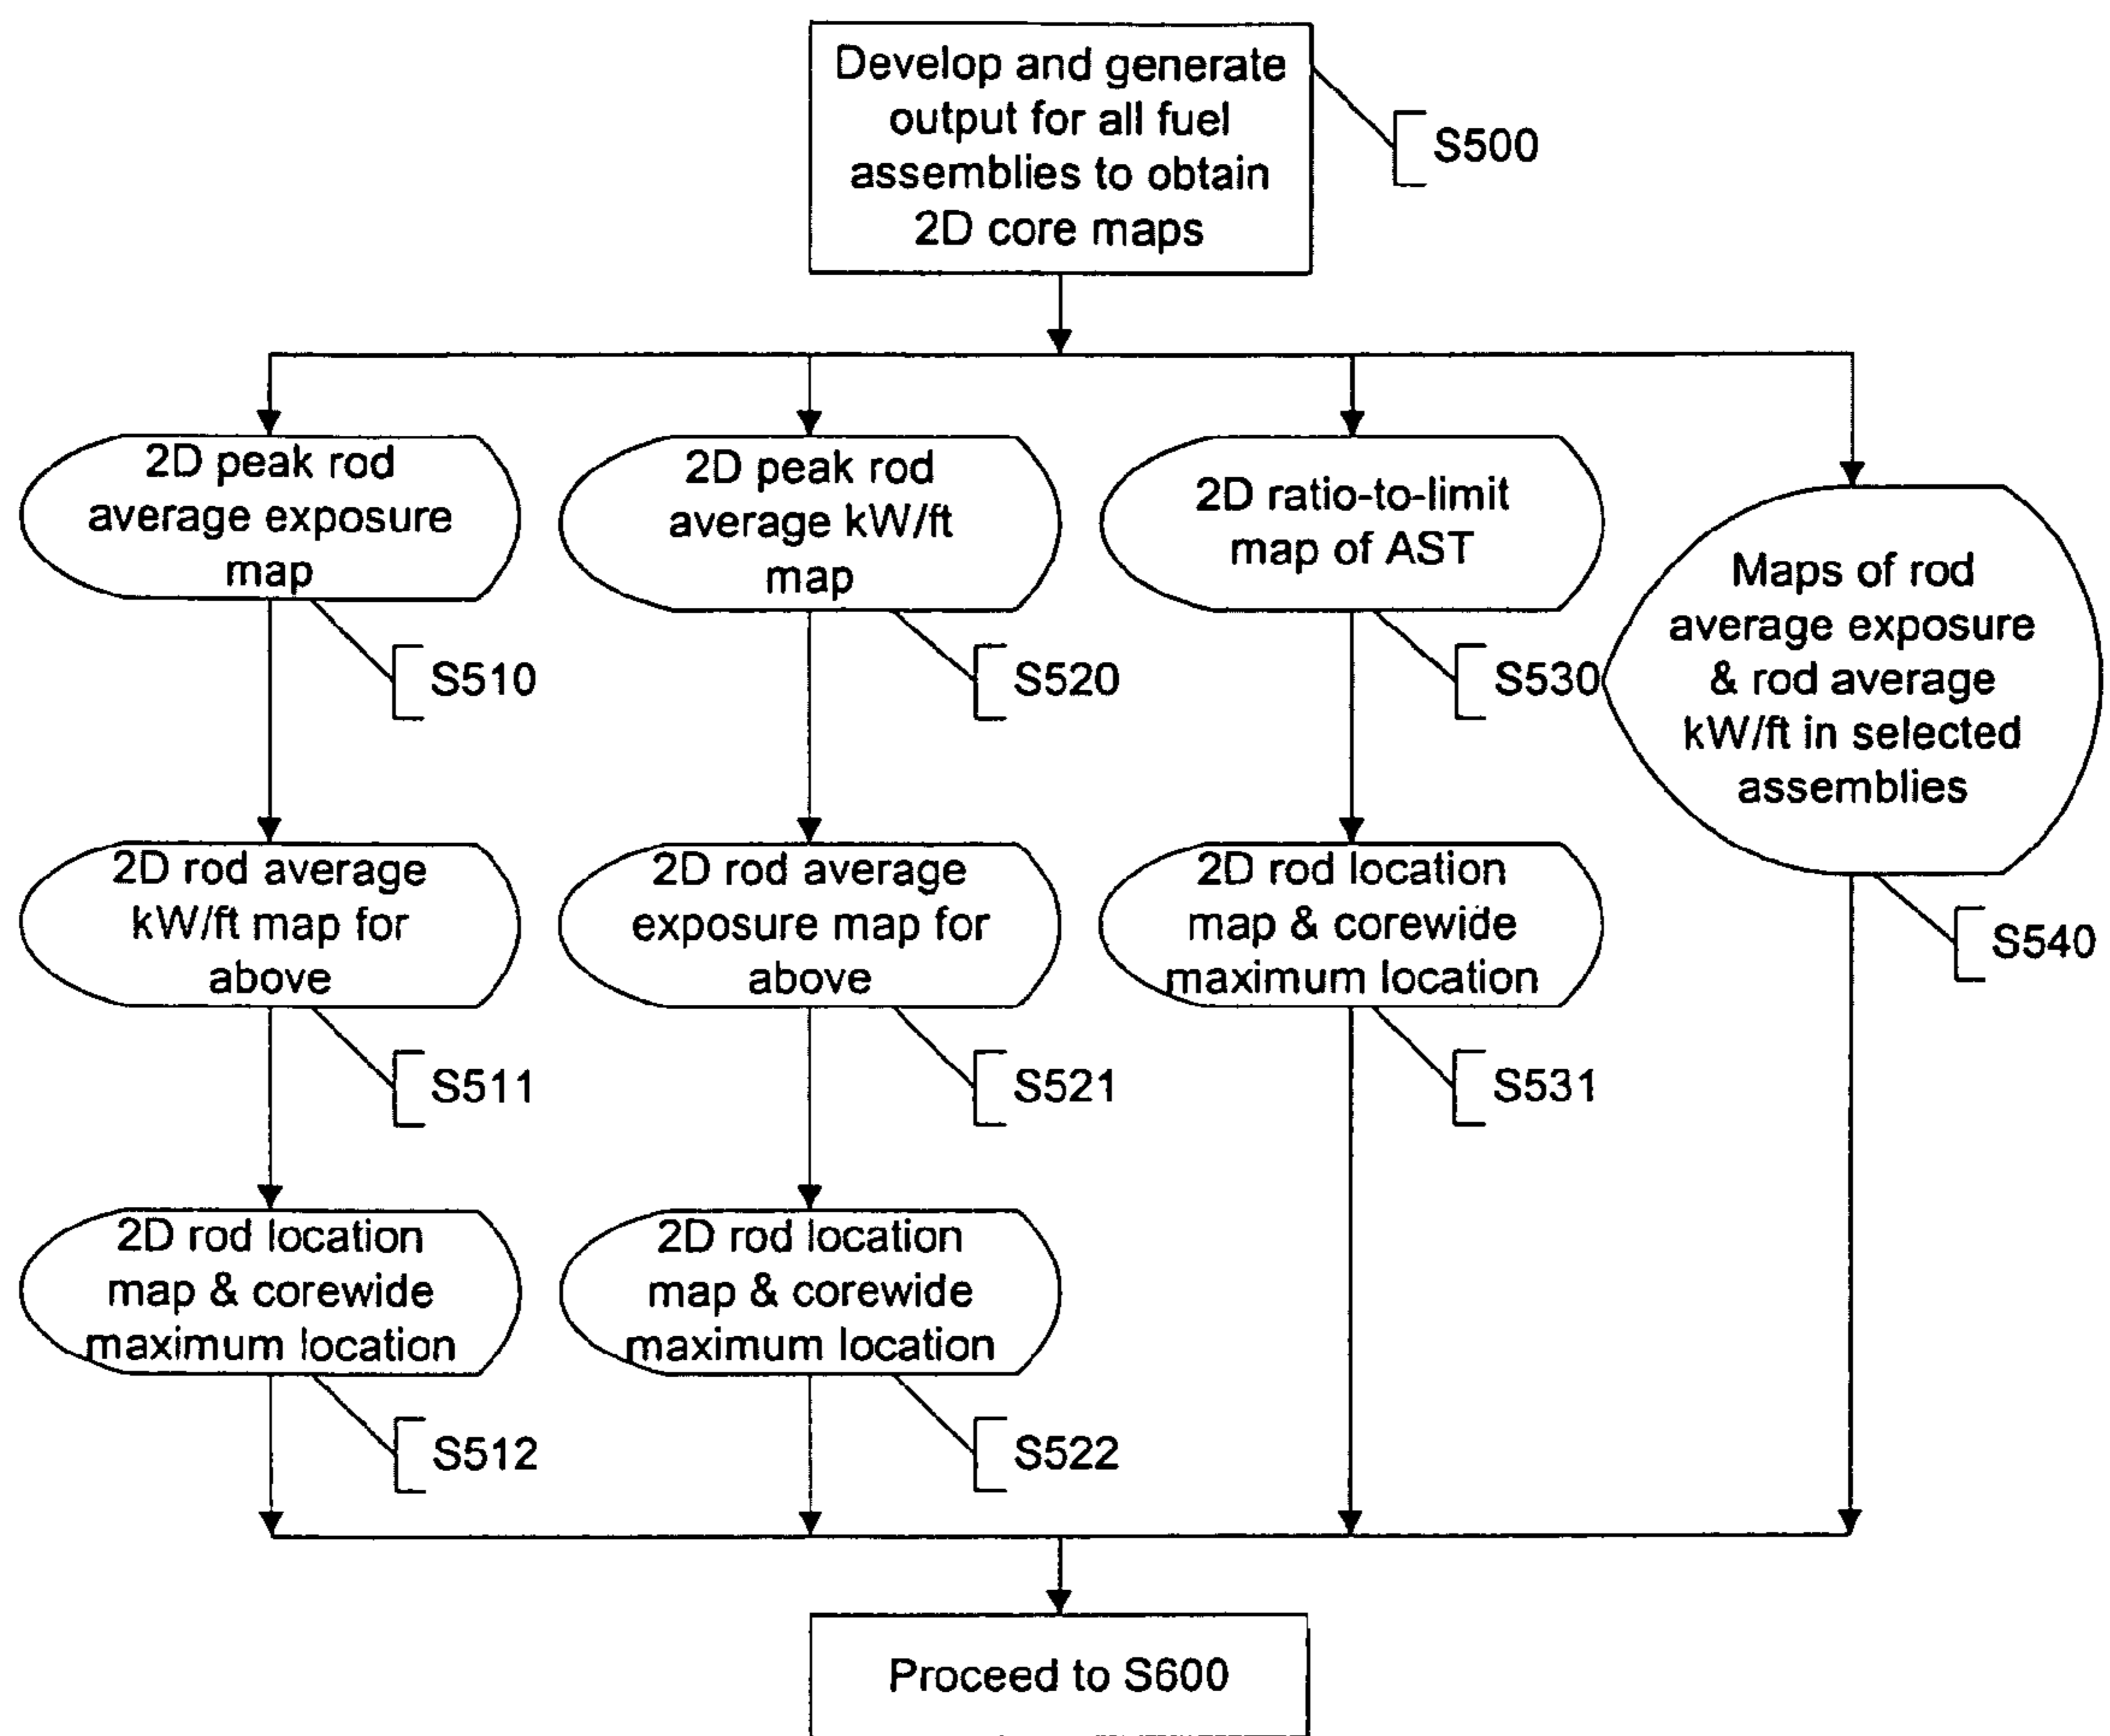 Develop and generate
output for all fuel
assemblies to obtain
2D core maps
S500
2D peak rod
average exposure
map
S510
2D peak rod
average kW/ft
map
S520
2D ratio-to-limit
map of AST
S530
Maps of rod
average exposure
& rod average
kW/ft in selected
assemblies
S540
2D rod average
kW/ft map for
above
S511
2D rod average
exposure map for
above
S521
2D rod location
map & corewide
maximum location
S531
2D rod location
map & corewide
maximum location
S512
2D rod location
map & corewide
maximum location
S522
Proceed to S600